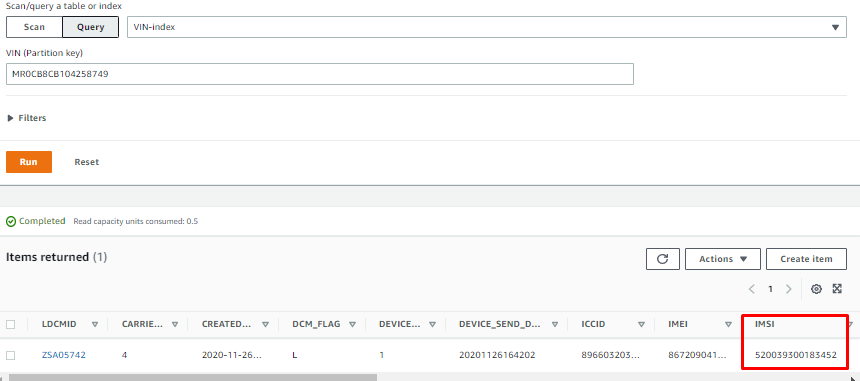 Scan/query a table or index
Scan Query VIN-index
VIN (Partition key)
MR0CB8CB104258749
Filters
Run Reset
Completed Read capacity units consumed: 0.5
Items returned (1)
Actions Create item
1
LDCMID CARRIE... CREATED... DCM_FLAG DEVICE... DEVICE_SEND_D... ICCID IMEI IMSI
ZSA05742 4 2020-11-26... L 1 20201126164202 896603203... 867209041... 520039300183452